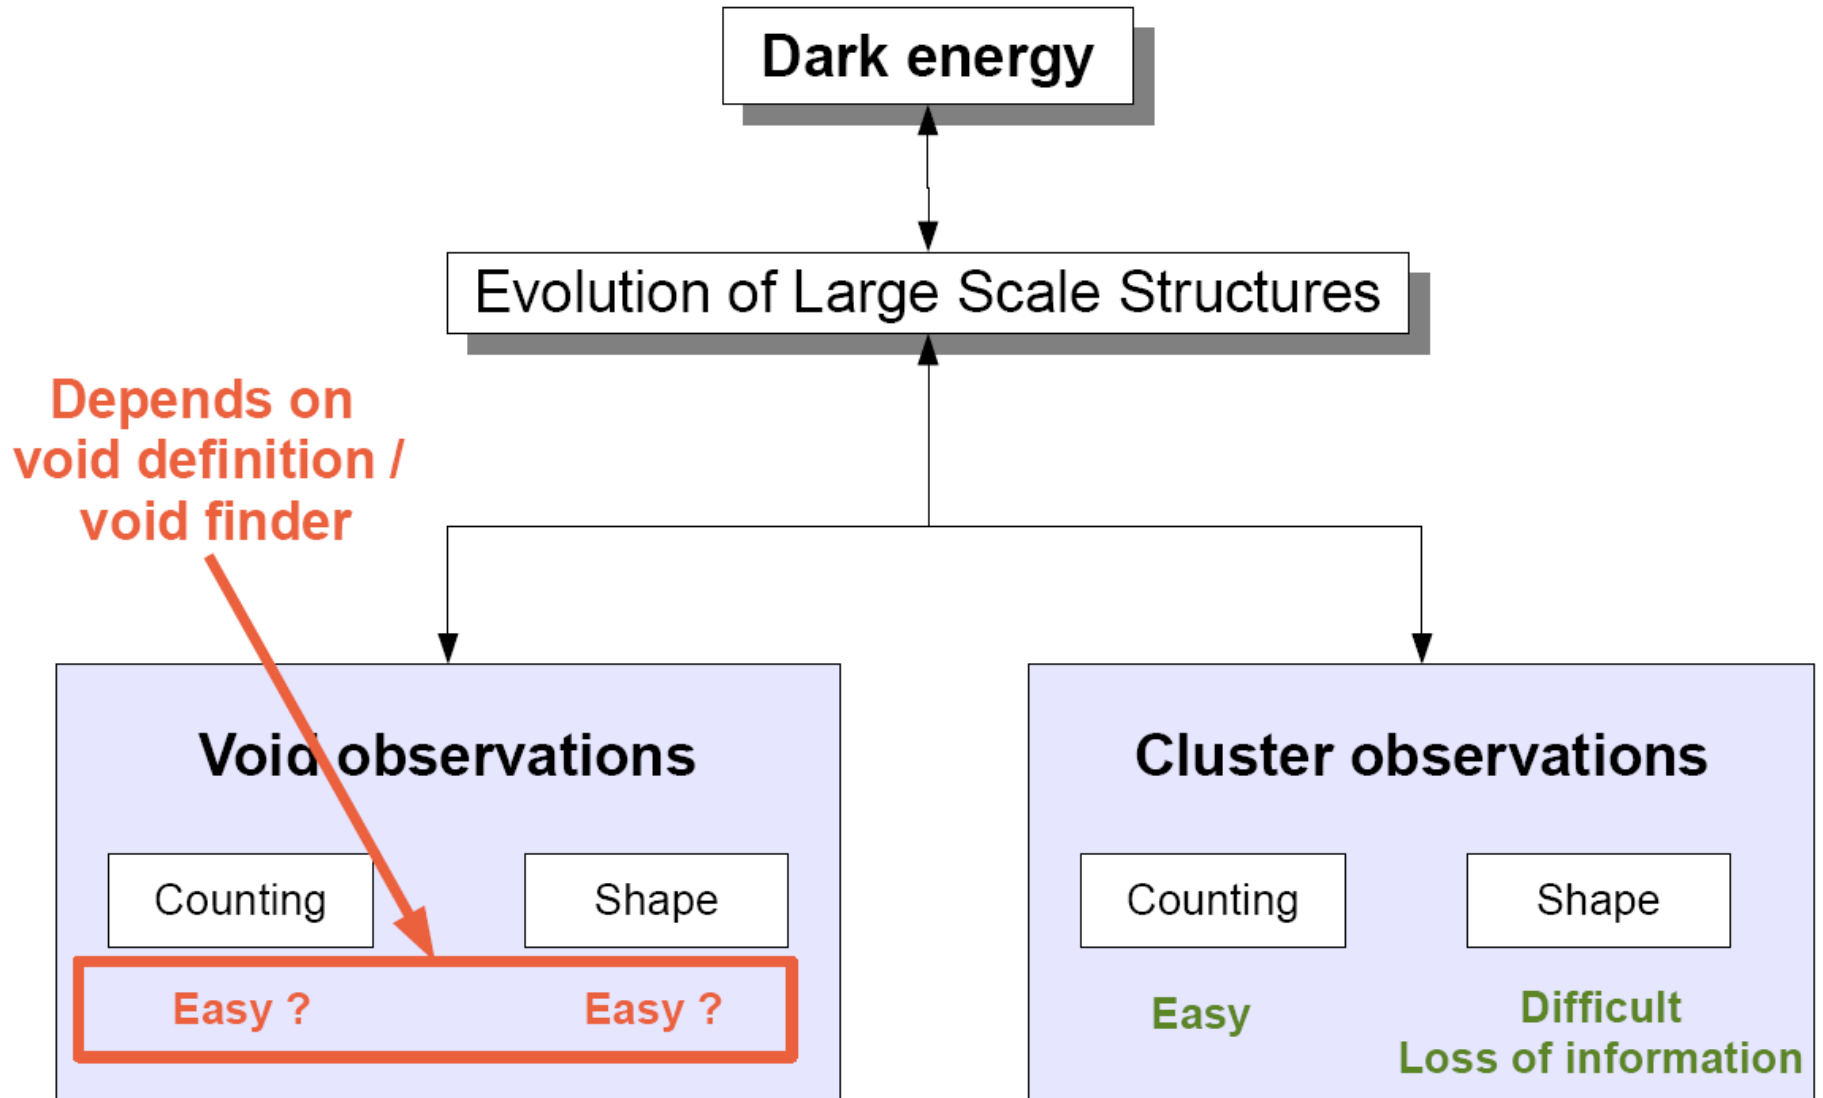 Dark energy
Evolution of Large Scale Structures
Depends on
void definition /
void finder
Void observations
Counting
Shape
Easy ?
Easy ?
Cluster observations
Counting
Shape
Easy
Difficult
Loss of information